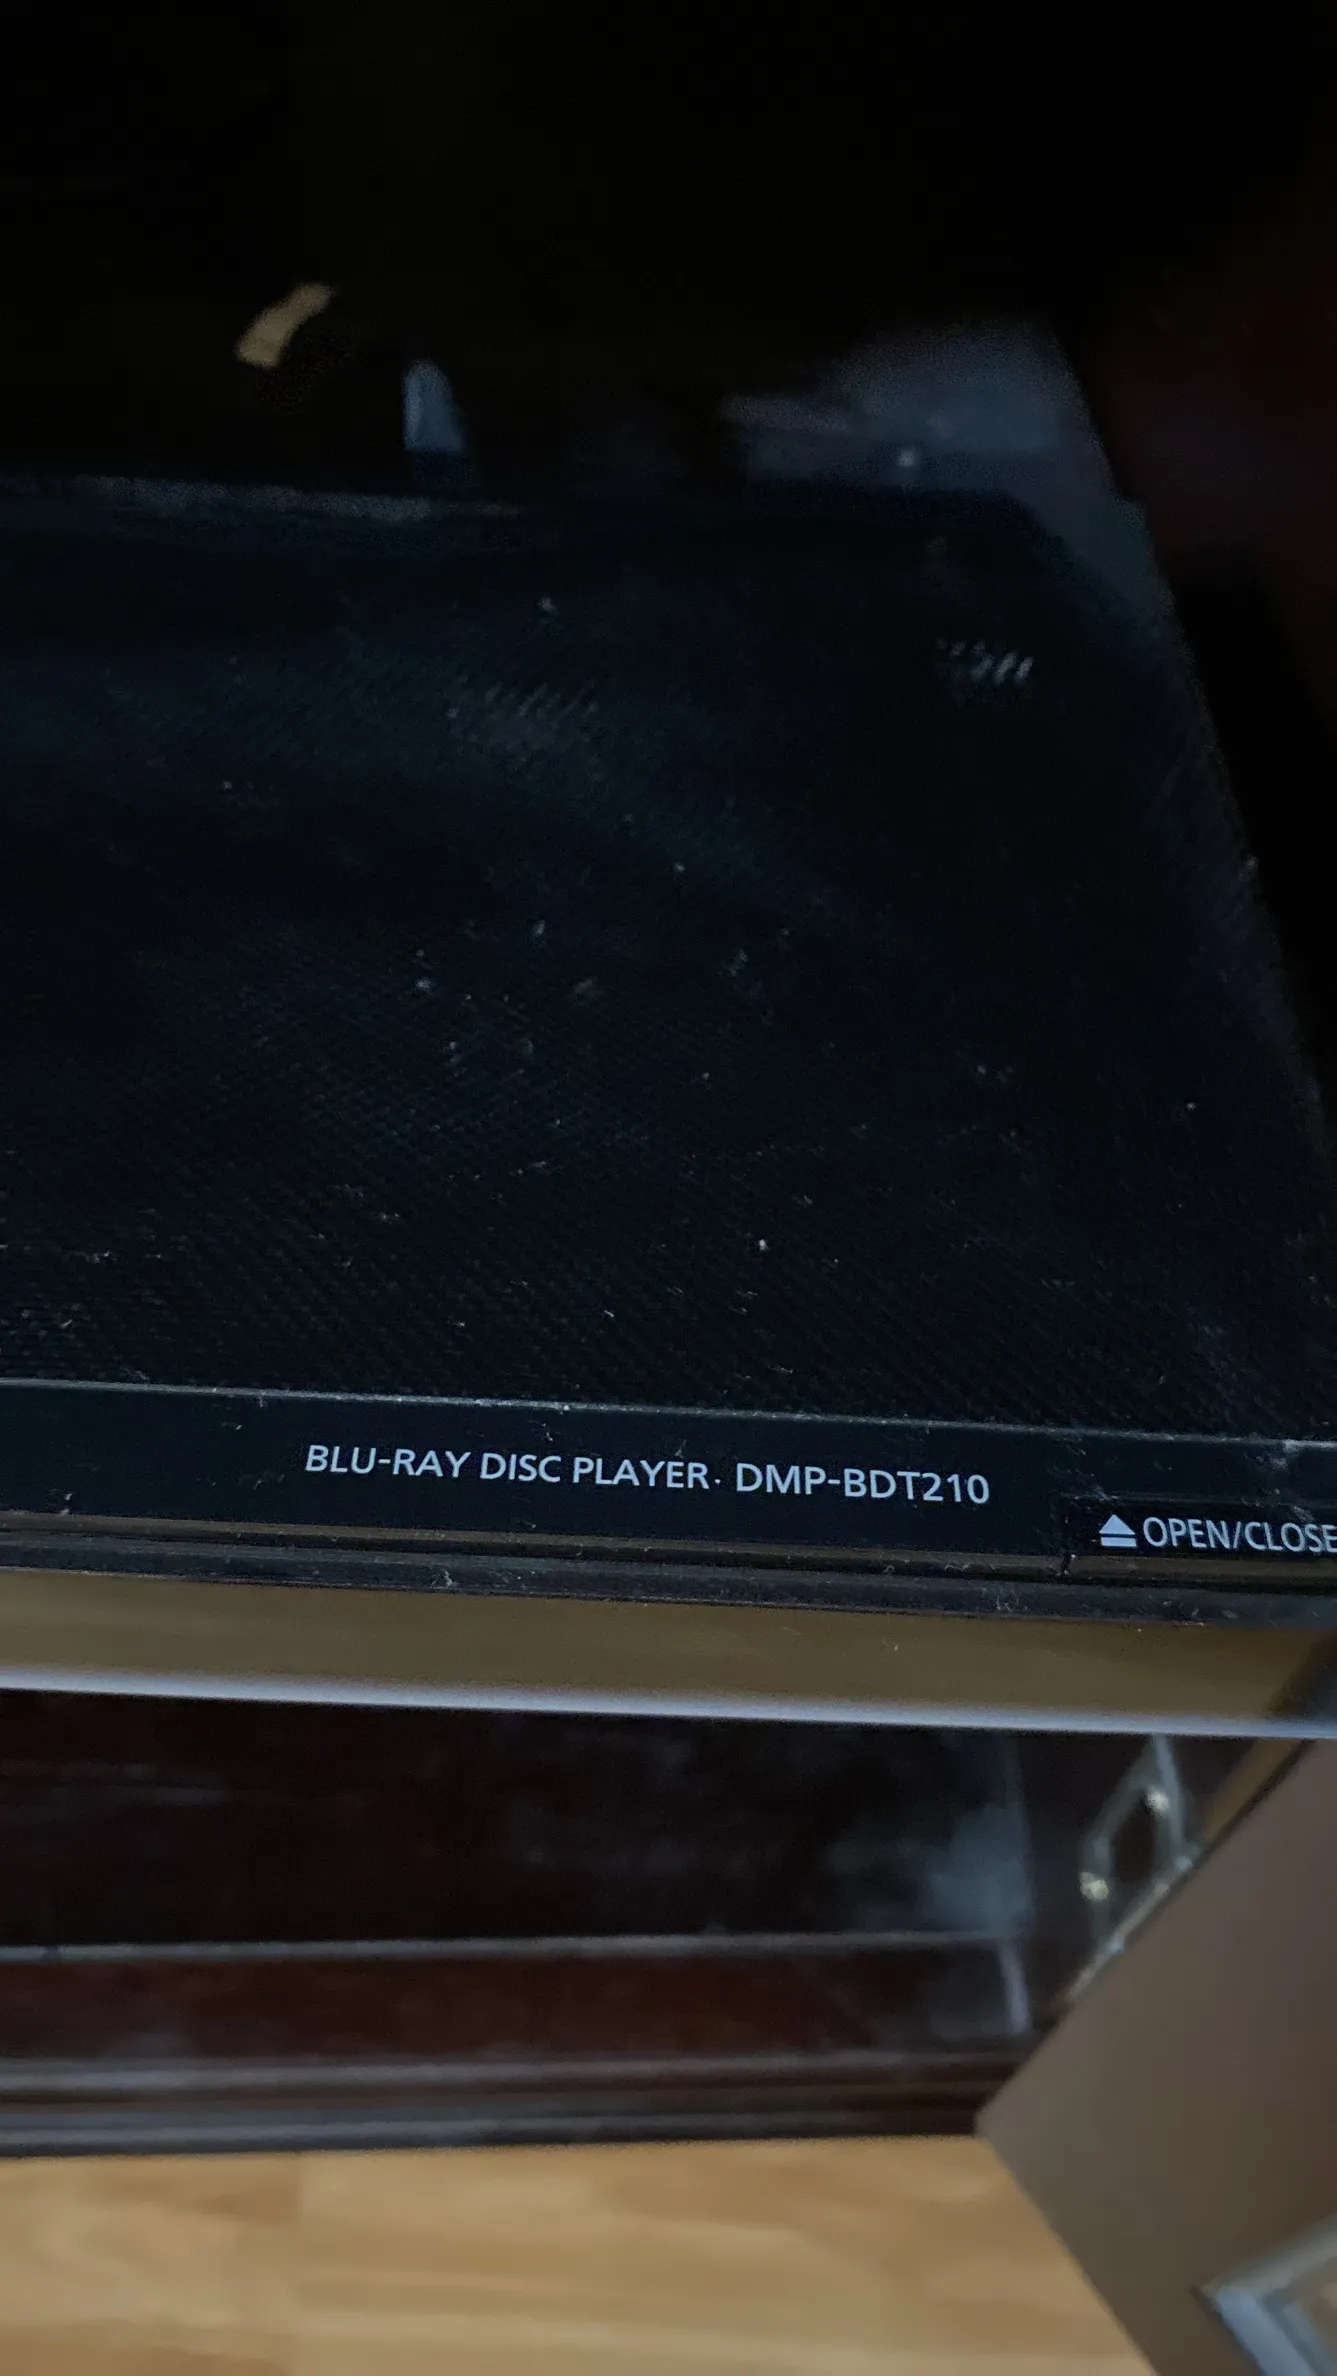 BLU-RAY DISC PLAYER. DMP-BDT210
OPEN/CLOSE